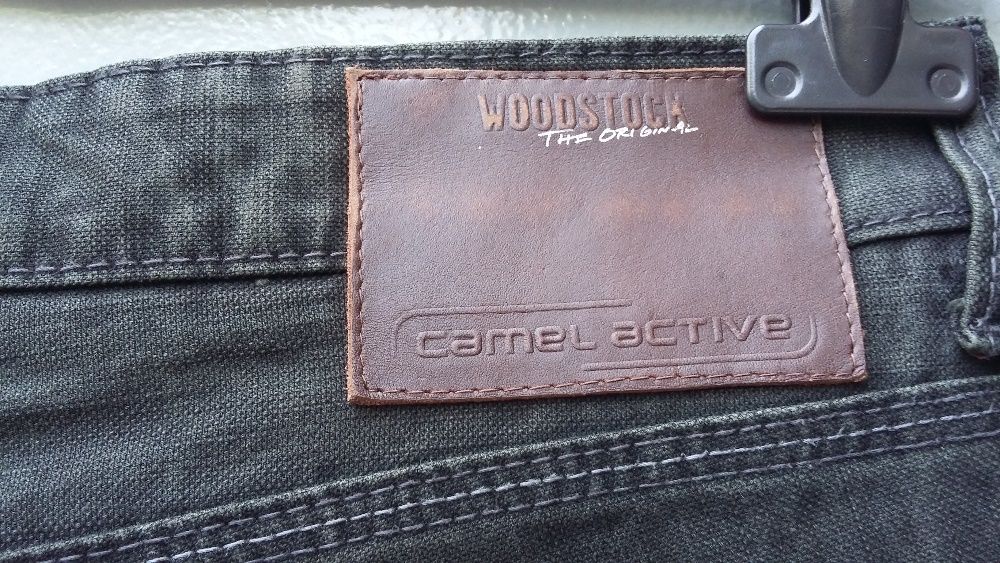 WOODSTOCK
THE ORIGINAL
camel active